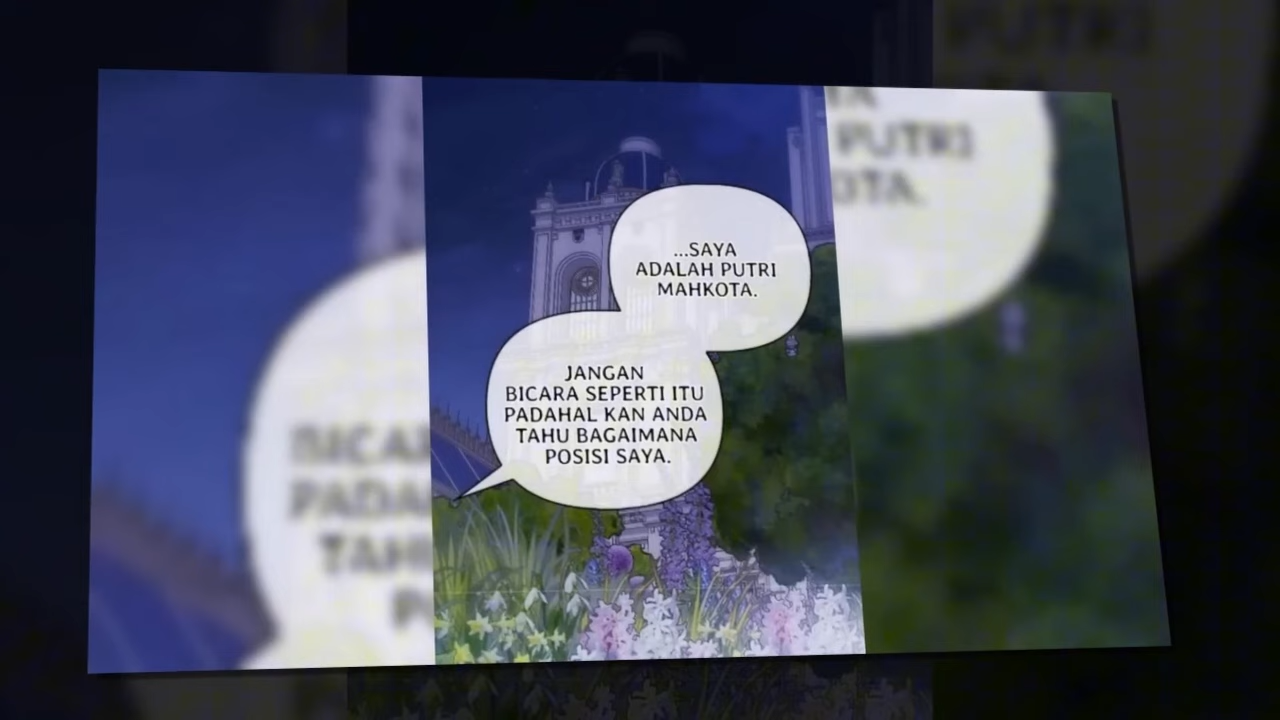 ...SAYA
ADALAH PUTRI
MAHKOTA.
JANGAN
BICARA SEPERTI ITU
PADAHAL KAN ANDA
TAHU BAGAIMANA
POSISI SAYA.